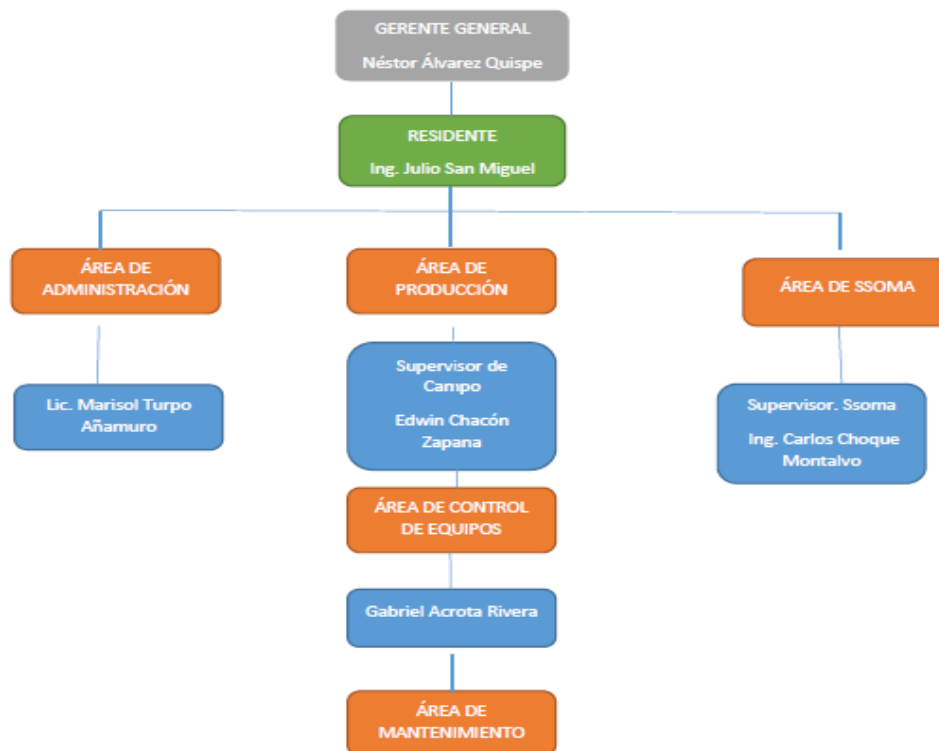 GERENTE GENERAL
Néstor Álvarez Quispe
RESIDENTE
Ing. Julio San Miguel
ÁREA DE
ADMINISTRACIÓN
ÁREA DE
PRODUCCIÓN
ÁREA DE SSOMA
Lic. Marisol Turpo
Añamuro
Supervisor de
Campo
Edwin Chacón
Zapana
Supervisor. Ssoma
Ing. Carlos Choque
Montalvo
ÁREA DE CONTROL
DE EQUIPOS
Gabriel Acrota Rivera
ÁREA DE
MANTENIMIENTO